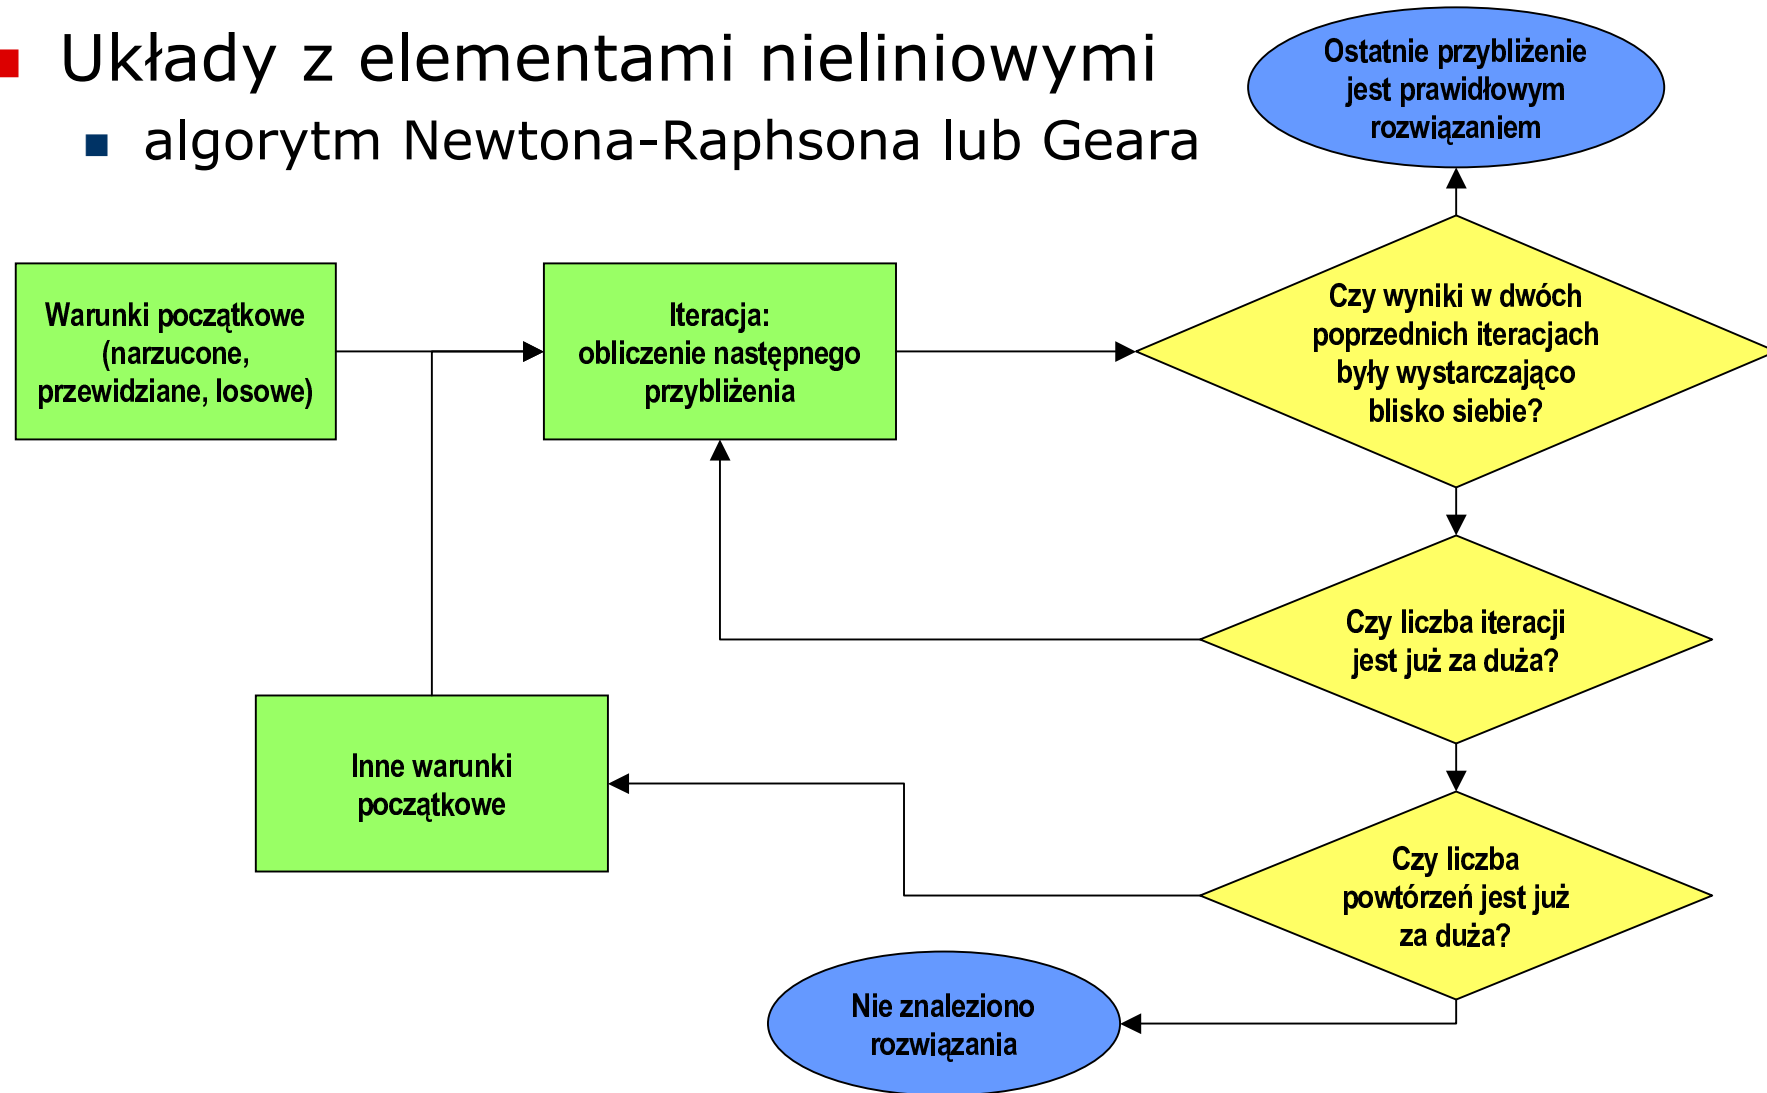 Układy z elementami nieliniowymi
algorytm Newtona-Raphsona lub Geara
Ostatnie przybliżenie
jest prawidłowym
rozwiązaniem
Warunki początkowe
(narzucone,
przewidziane, losowe)
Iteracja:
obliczenie następnego
przybliżenia
Czy wyniki w dwóch
poprzednich iteracjach
były wystarczająco
blisko siebie?
Czy liczba iteracji
jest już za duża?
Inne warunki
początkowe
Czy liczba
powtórzeń jest już
za duża?
Nie znaleziono
rozwiązania